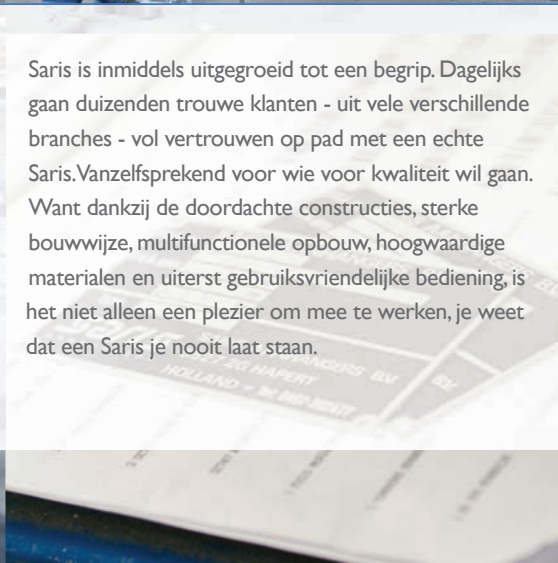 Saris is inmiddels uitgegroeid tot een begrip. Dagelijks
gaan duizenden trouwe klanten - uit vele verschillende
branches - vol vertrouwen op pad met een echte
Saris. Vanzelfsprekend voor wie voor kwaliteit wil gaan.
Want dankzij de doordachte constructies, sterke
bouwwijze, multifunctionele opbouw, hoogwaardige
materialen en uiterst gebruiksvriendelijke bediening, is
het niet alleen een plezier om mee te werken, je weet
dat een Saris je nooit laat staan.
HAPERT
HOLLAND